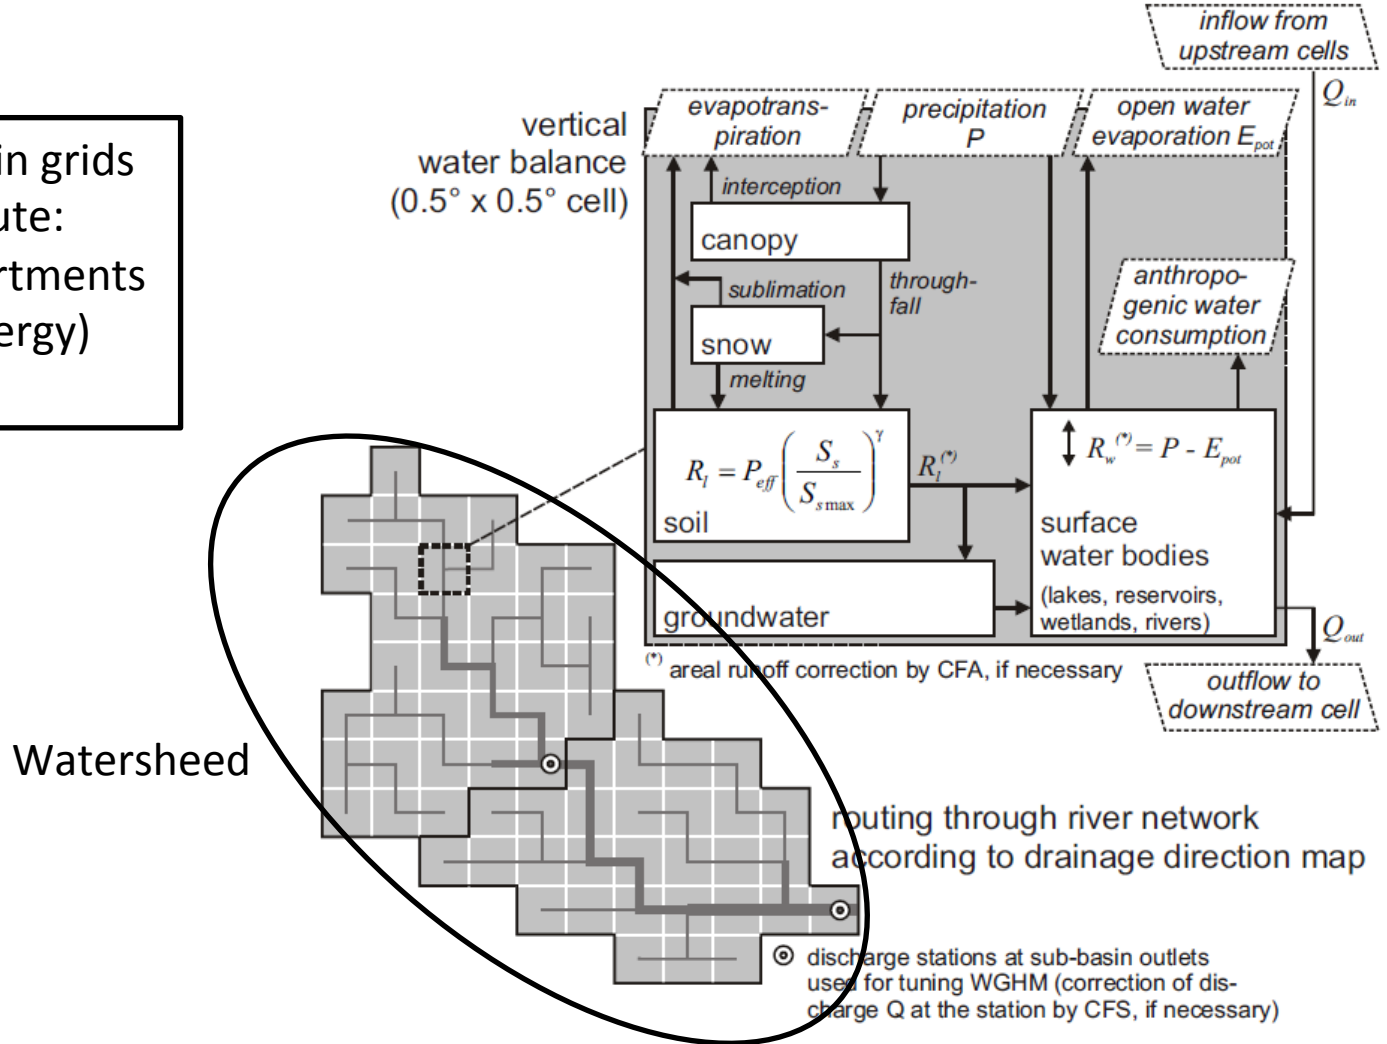 in grids
ute:
rtments
ergy)
inflow from
upstream cells
Q_in
vertical
water balance
(0.5° x 0.5° cell)
evapotrans-
piration
precipitation
P
open water
evaporation E_pot
interception
canopy
through-
fall
sublimation
snow
melting
anthropo-
genic water
consumption
R_l = P_eff (S_s / S_s max)^γ
soil
R_l^(*)
R_w^(*) = P - E_pot
surface
water bodies
(lakes, reservoirs,
wetlands, rivers)
groundwater
Q_out
(*) areal runoff correction by CFA, if necessary
outflow to
downstream cell
Watersheed
routing through river network
according to drainage direction map
discharge stations at sub-basin outlets
used for tuning WGHM (correction of dis-
charge Q at the station by CFS, if necessary)